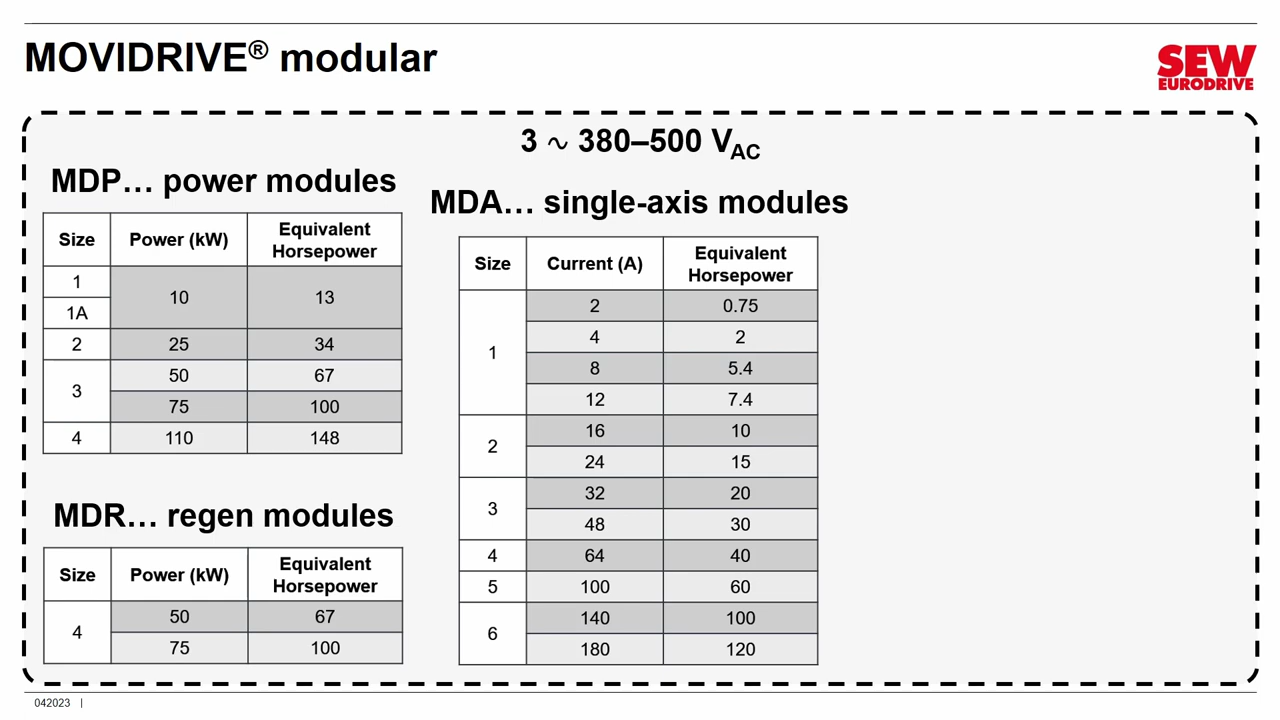 MOVIDRIVE® modular
SEW
EURODRIVE
3 ∿ 380–500 VAC
MDP… power modules
Size Power (kW) Equivalent Horsepower
1 10 13
1A
2 25 34
3 50 67
75 100
4 110 148
MDR… regen modules
Size Power (kW) Equivalent Horsepower
4 50 67
75 100
MDA… single-axis modules
Size Current (A) Equivalent Horsepower
1 2 0.75
4 2
8 5.4
12 7.4
2 16 10
24 15
3 32 20
48 30
4 64 40
5 100 60
6 140 100
180 120
042023 |